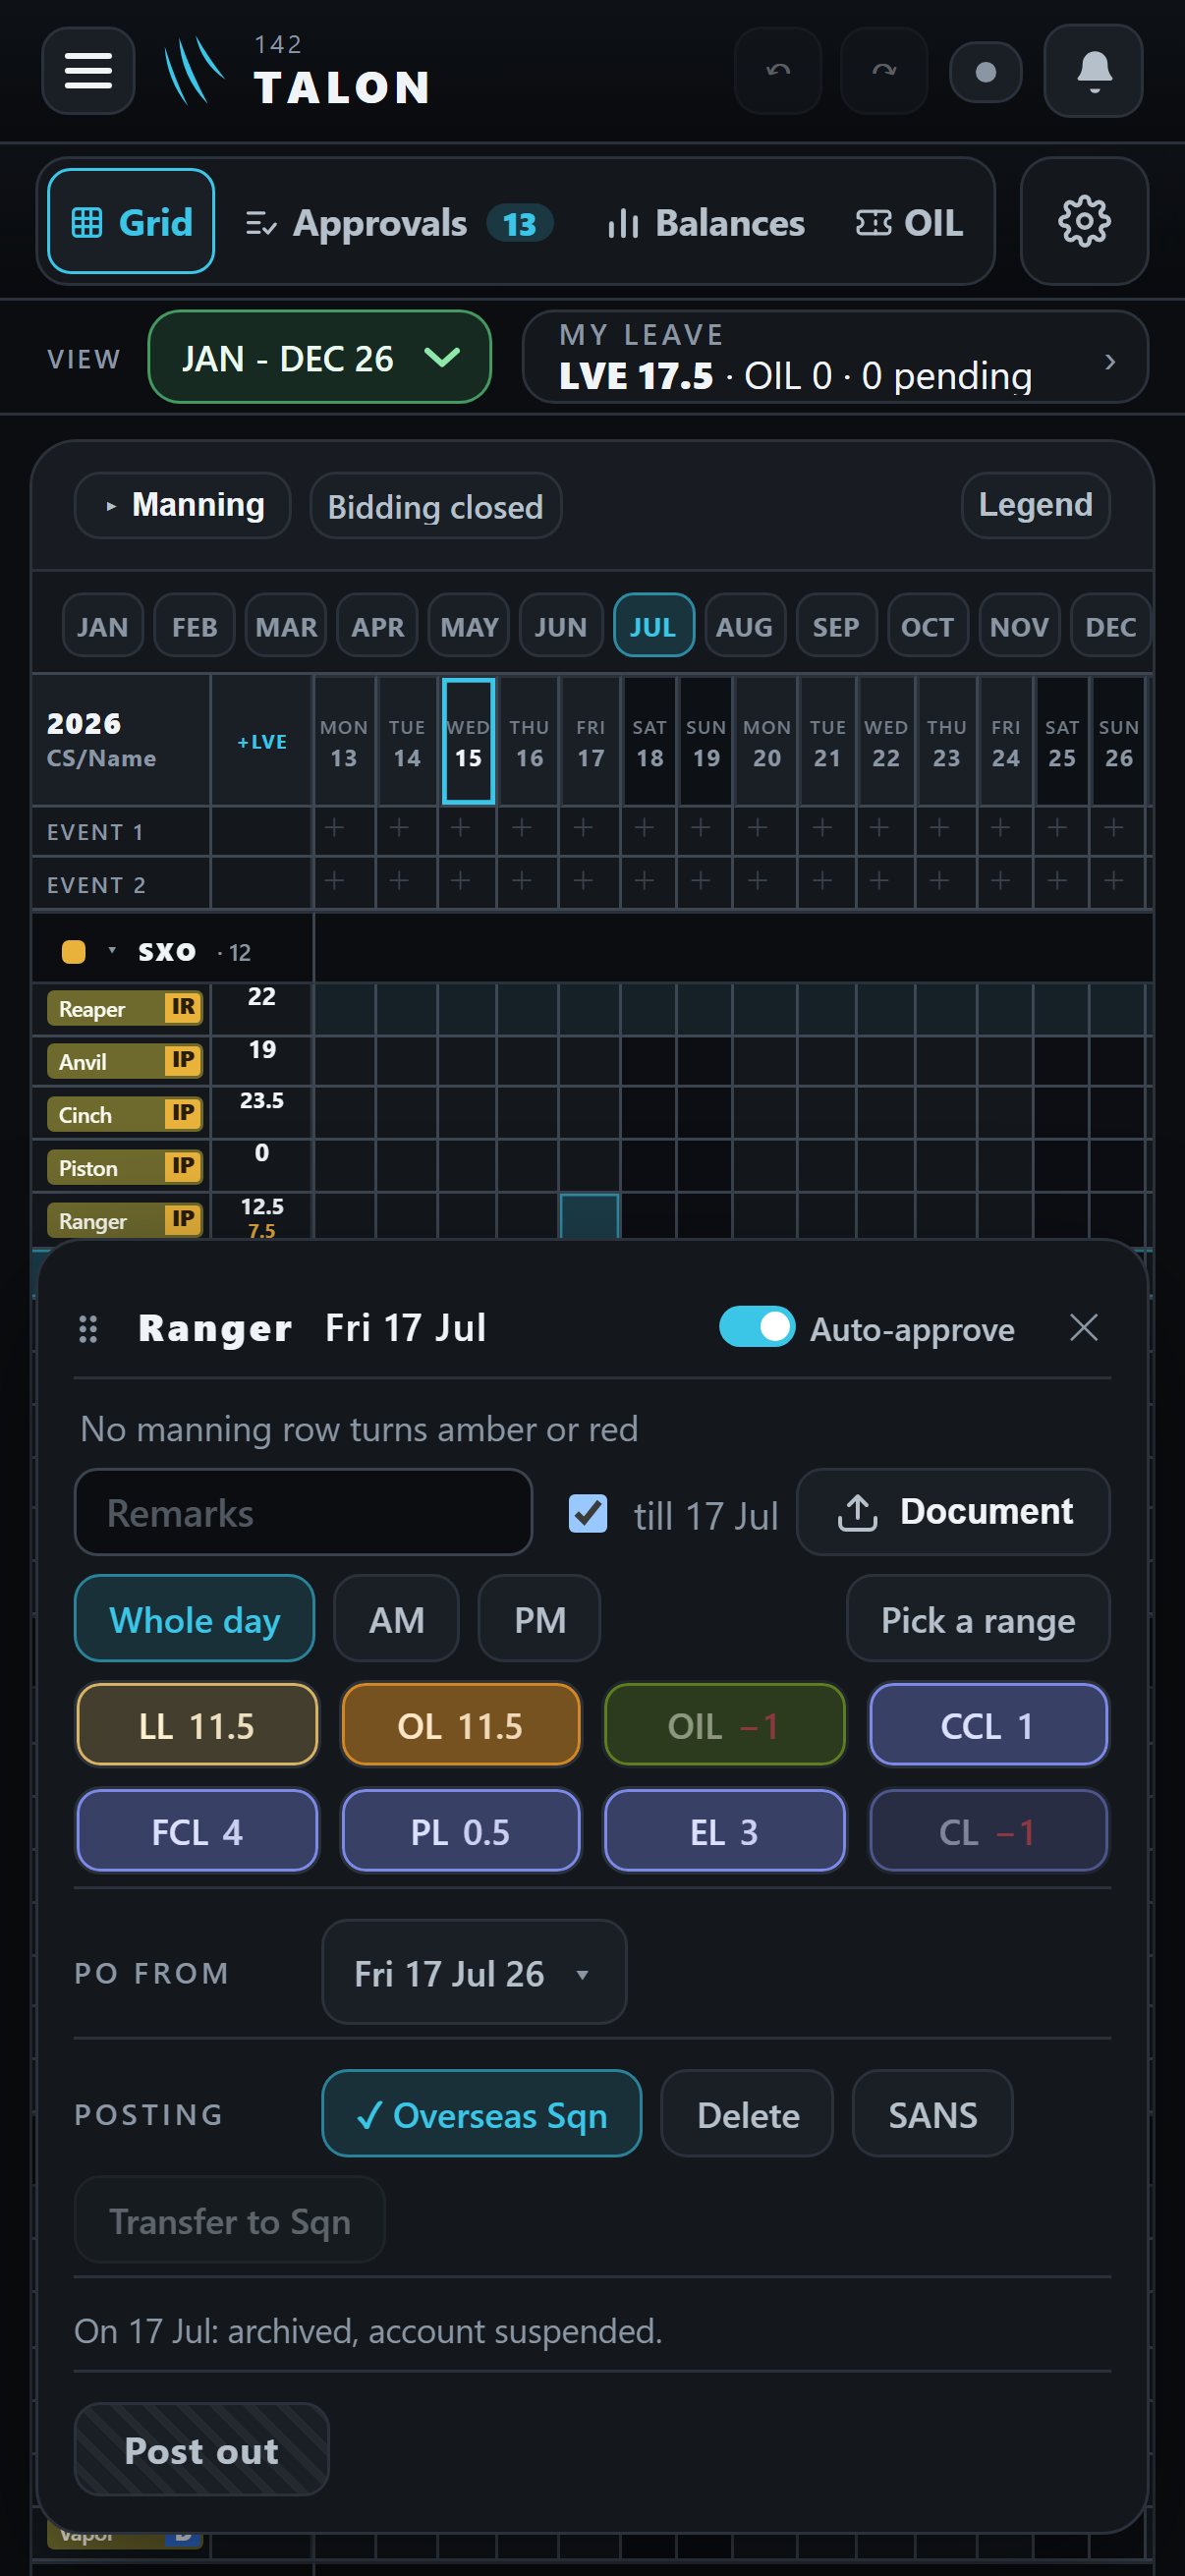 142
TALON
Grid Approvals 13 Balances OIL
VIEW JAN - DEC 26
MY LEAVE
LVE 17.5 · OIL 0 · 0 pending
Manning Bidding closed Legend
JAN FEB MAR APR MAY JUN JUL AUG SEP OCT NOV DEC
2026
CS/Name
+LVE
MON TUE WED THU FRI SAT SUN MON TUE WED THU FRI SAT SUN
13 14 15 16 17 18 19 20 21 22 23 24 25 26
EVENT 1
EVENT 2
SXO · 12
Reaper IR 22
Anvil IP 19
Cinch IP 23.5
Piston IP 0
Ranger IP 12.5
7.5
Ranger Fri 17 Jul Auto-approve
No manning row turns amber or red
Remarks till 17 Jul Document
Whole day AM PM Pick a range
LL 11.5 OL 11.5 OIL −1 CCL 1
FCL 4 PL 0.5 EL 3 CL −1
PO FROM Fri 17 Jul 26
POSTING ✓ Overseas Sqn Delete SANS
Transfer to Sqn
On 17 Jul: archived, account suspended.
Post out
Vapor